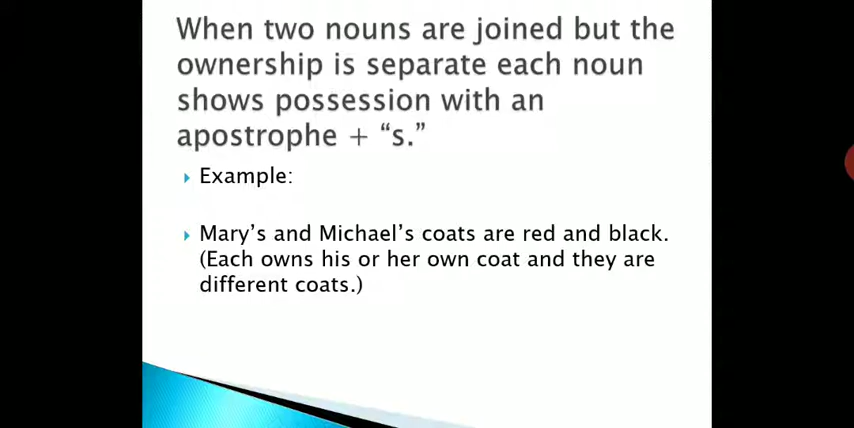 When two nouns are joined but the
ownership is separate each noun
shows possession with an
apostrophe + “s.”
Example:
Mary’s and Michael’s coats are red and black.
(Each owns his or her own coat and they are
different coats.)